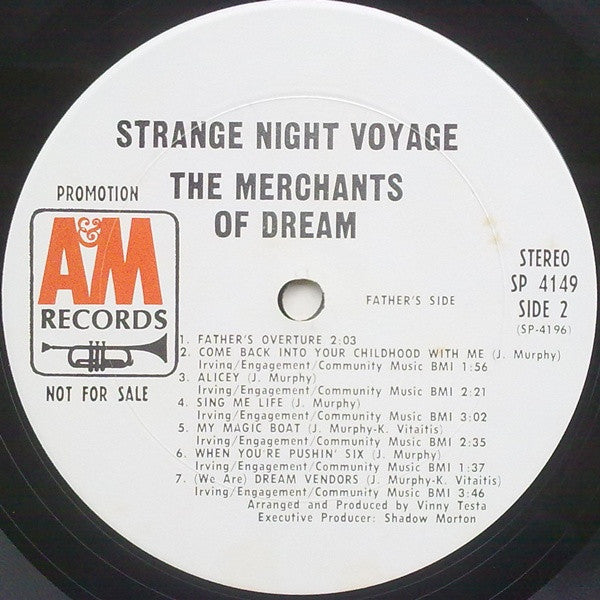 STRANGE NIGHT VOYAGE
THE MERCHANTS
OF DREAM
PROMOTION
A&M
RECORDS
NOT FOR SALE
STEREO
SP 4149
SIDE 2
(SP-4196)
FATHER'S SIDE
1. FATHER'S OVERTURE 2:03
2. COME BACK INTO YOUR CHILDHOOD WITH ME (J. Murphy)
Irving/Engagement/Community Music BMI 1:56
3. ALICEY (J. Murphy)
Irving/Engagement/Community Music BMI 2:21
4. SING ME LIFE (J. Murphy)
Irving/Engagement/Community Music BMI 3:02
5. MY MAGIC BOAT (J. Murphy-K. Vitaitis)
Irving/Engagement/Community Music BMI 2:35
6. WHEN YOU'RE PUSHIN' SIX (J. Murphy)
Irving/Engagement/Community Music BMI 1:37
7. (We Are) DREAM VENDORS (J. Murphy-K. Vitaitis)
Irving/Engagement/Community Music BMI 3:46
Arranged and Produced by Vinny Testa
Executive Producer: Shadow Morton